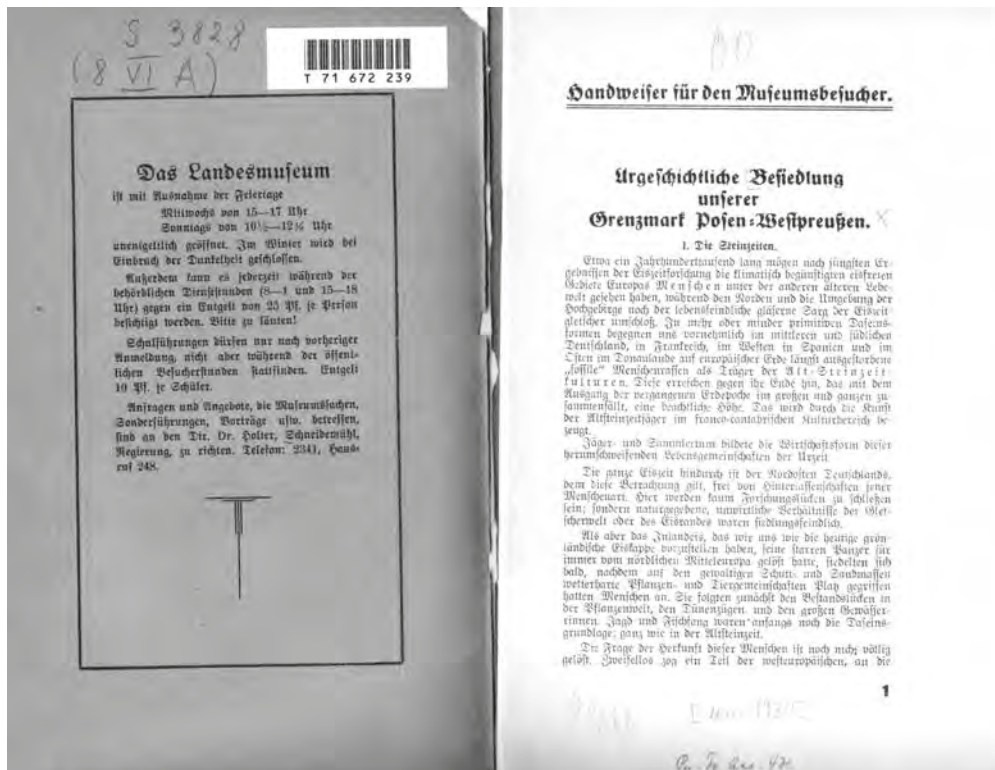 S 3828
(8 VI A)
T 71 672 239
Das Landesmuseum
ist mit Ausnahme der Feiertage
Mittwochs von 15—17 Uhr
Sonntags von 10½—12½ Uhr
unentgeltlich geöffnet. Im Winter wird bei
Einbruch der Dunkelheit geschlossen.
Außerdem kann es jederzeit während der
behördlichen Dienststunden (8—1 und 15—18
Uhr) gegen ein Entgelt von 25 Pf. je Person
besichtigt werden. Bitte zu läuten!
Schulführungen dürfen nur nach vorheriger
Anmeldung, nicht aber während der öffent-
lichen Besucherstunden stattfinden. Entgelt
10 Pf. je Schüler.
Anfragen und Angebote, die Museumssachen,
Sonderführungen, Vorträge usw. betreffen,
sind an den Dir. Dr. Holter, Schneidemühl,
Regierung, zu richten. Telefon: 2341, Haus-
ruf 248.
Handweiser für den Museumsbesucher.
Urgeschichtliche Besiedlung
unserer
Grenzmark Posen-Westpreußen.
1. Die Steinzeiten.
Etwa ein Jahrhunderttausend lang mögen nach jüngsten Er-
gebnissen der Eiszeitforschung die klimatisch begünstigten eisfreien
Gebiete Europas Menschen unter der anderen älteren Lebe-
welt gesehen haben, während den Norden und die Umgebung der
Hochgebirge noch der lebensfeindliche gläserne Sarg der Eiszeit-
gletscher umschloß. In mehr oder minder primitiven Daseins-
formen begegnen uns vornehmlich im mittleren und südlichen
Deutschland, in Frankreich, im Westen in Spanien und im
Osten im Donaulande auf europäischer Erde längst ausgestorbene
„fossile“ Menschenrassen als Träger der Alt-Steinzeit-
kulturen. Diese erreichen gegen ihr Ende hin, das mit dem
Ausgang der vergangenen Erdepoche im großen und ganzen zu-
sammenfällt, eine beachtliche Höhe. Das wird durch die Kunst
der Altsteinzeitjäger im franco-cantabrischen Kulturbereich be-
zeugt.
Jäger- und Sammlertum bildete die Wirtschaftsform dieser
herumschweifenden Lebensgemeinschaften der Urzeit
Die ganze Eiszeit hindurch ist der Nordosten Deutschlands,
dem diese Betrachtung gilt, frei von Hinterlassenschaften jener
Menschenart. Hier werden kaum Forschungslücken zu schließen
sein; sondern naturgegebene, unwirtliche Verhältnisse der Glet-
scherwelt oder des Eisrandes waren siedlungsfeindlich.
Als aber das Inlandeis, das wir uns wie die heutige grön-
ländische Eiskappe vorzustellen haben, seine starren Panzer für
immer vom nördlichen Mitteleuropa gelöst hatte, siedelten sich
bald, nachdem auf den gewaltigen Schutt- und Sandmassen
wetterharte Pflanzen- und Tiergemeinschaften Platz gegriffen
hatten Menschen an. Sie folgten zunächst den Bestandslücken in
der Pflanzenwelt, den Dünenzügen und den großen Gewässer-
rinnen. Jagd und Fischfang waren anfangs noch die Daseins-
grundlage; ganz wie in der Altsteinzeit.
Die Frage der Herkunft dieser Menschen ist noch nicht völlig
gelöst. Zweifellos zog ein Teil der westeuropäischen, an die
1